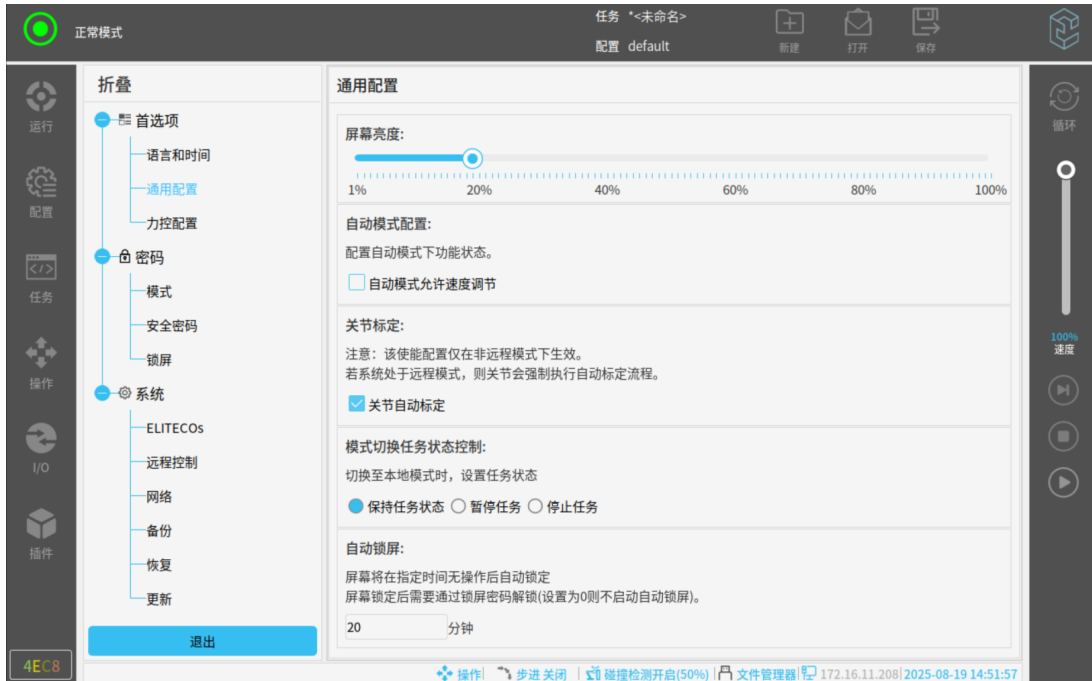 正常模式
任务 *<未命名>
配置 default
新建
打开
保存
运行
配置
任务
操作
I/O
插件
4EC8
折叠
首选项
语言和时间
通用配置
力控配置
密码
模式
安全密码
锁屏
系统
ELITECOs
远程控制
网络
备份
恢复
更新
退出
通用配置
屏幕亮度:
1% 20% 40% 60% 80% 100%
自动模式配置:
配置自动模式下功能状态。
自动模式允许速度调节
关节标定:
注意：该使能配置仅在非远程模式下生效。
若系统处于远程模式，则关节会强制执行自动标定流程。
关节自动标定
模式切换任务状态控制:
切换至本地模式时，设置任务状态
保持任务状态 暂停任务 停止任务
自动锁屏:
屏幕将在指定时间无操作后自动锁定
屏幕锁定后需要通过锁屏密码解锁(设置为0则不启动自动锁屏)。
20 分钟
循环
100%
速度
操作 步进 关闭 碰撞检测开启(50%) 文件管理器 172.16.11.208 2025-08-19 14:51:57